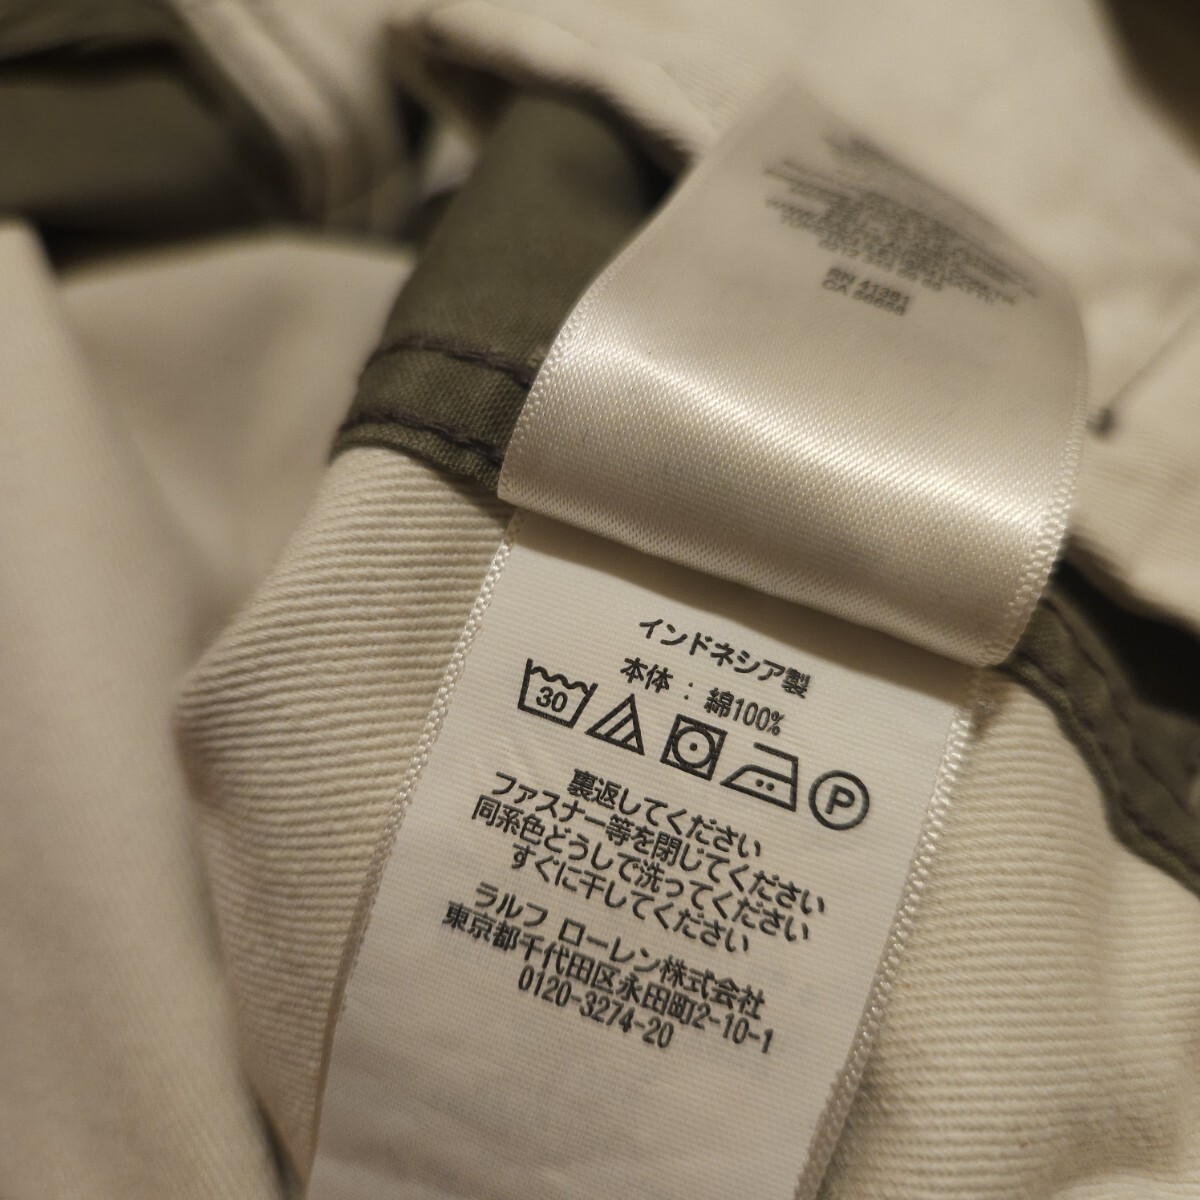 RN 41381
インドネシア製
本体 : 綿100%
30
P
裏返してください
ファスナー等を閉じてください
同系色どうしで洗ってください
すぐに干してください
ラルフ ローレン株式会社
東京都千代田区永田町2-10-1
0120-3274-20